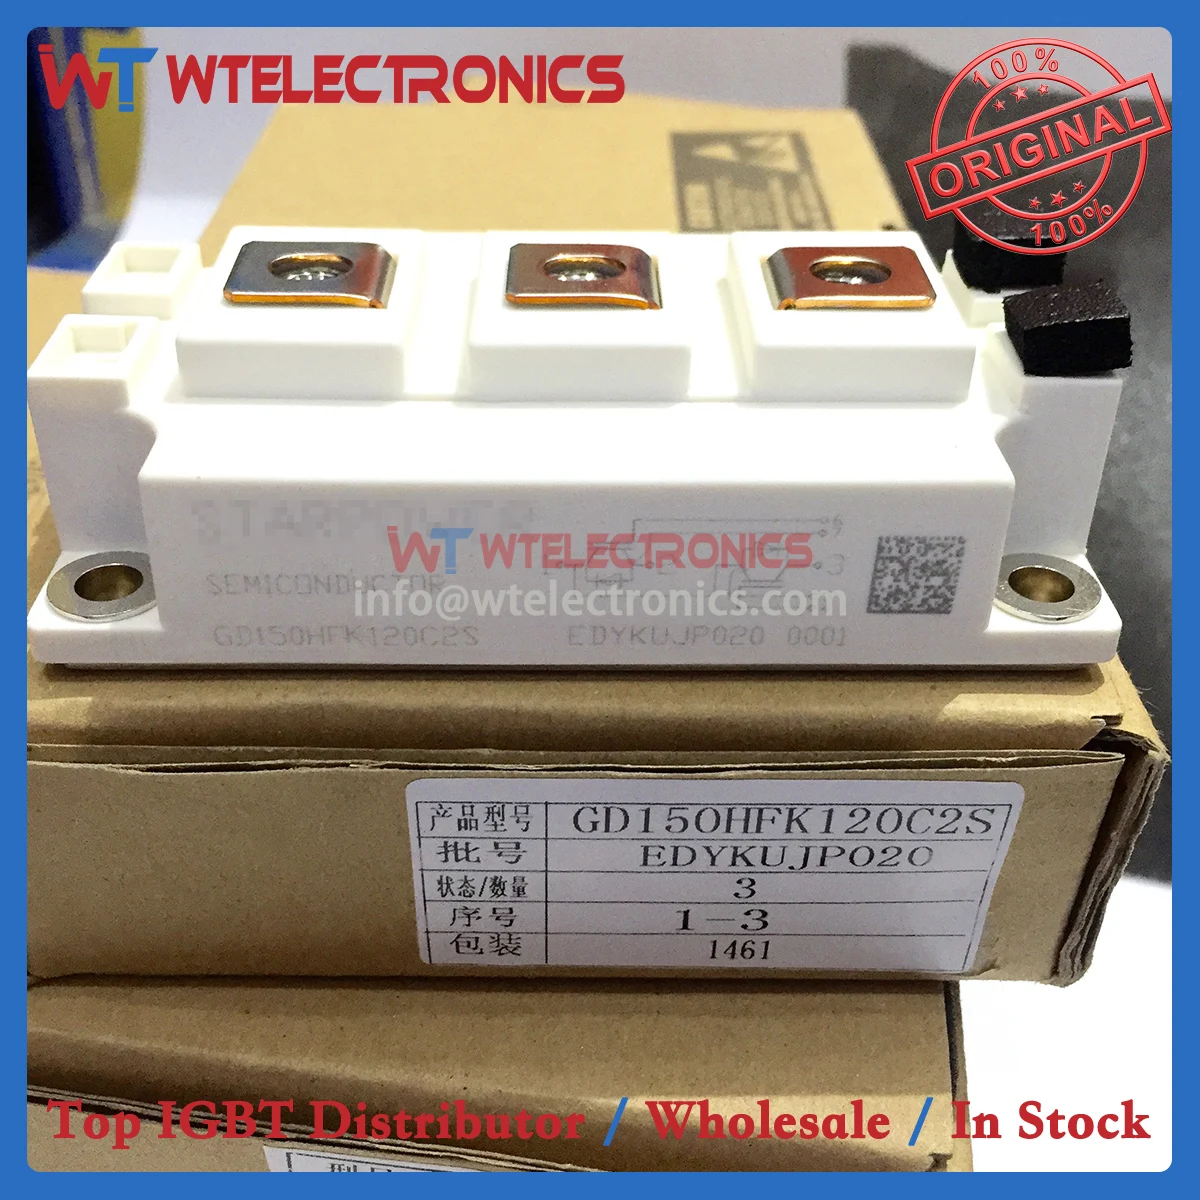 WT WTELECTRONICS
100%
ORIGINAL
100%
STARPOWER
WT WTELECTRONICS
SEMICONDUCTOR
info@wtelectronics.com
GD150HFK120C2S EDYKUJP020 0001
产品型号 GD150HFK120C2S
批号 EDYKUJP020
状态/数量 3
序号 1-3
包装 1461
Top IGBT Distributor / Wholesale / In Stock